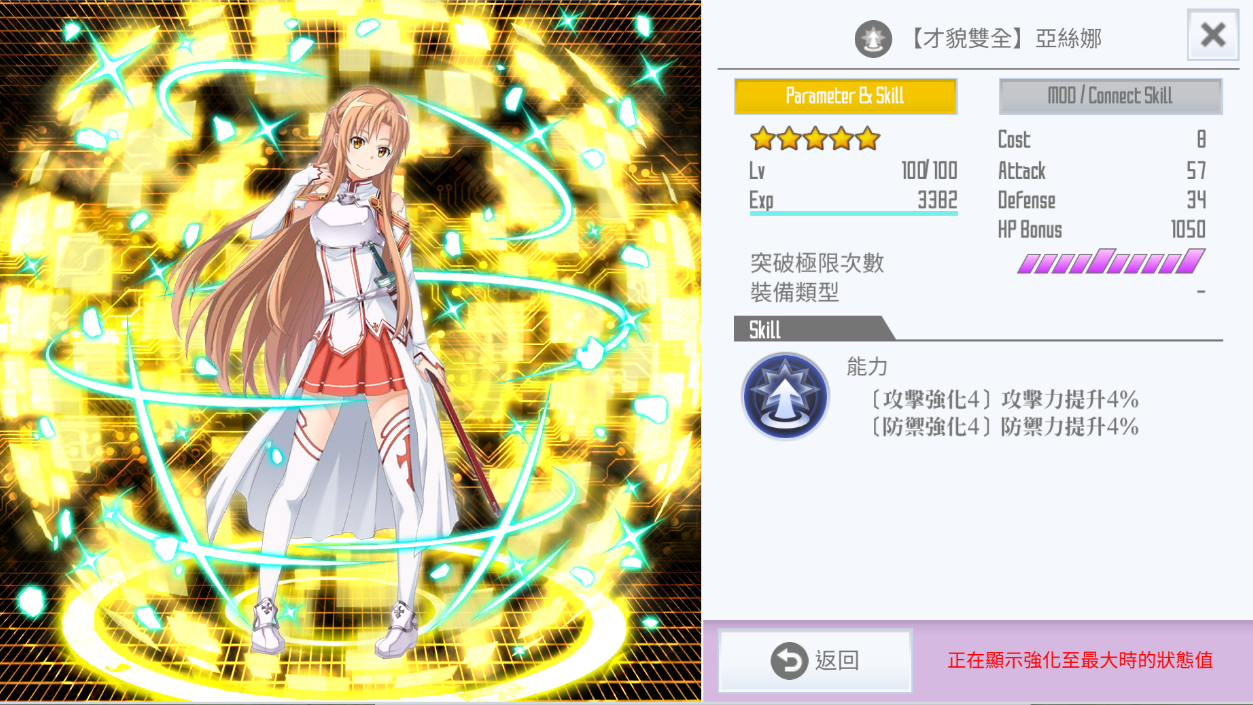 【才貌雙全】亞絲娜
Parameter & Skill
MOD / Connect Skill
Lv 100/100
Exp 3382
Cost 8
Attack 57
Defense 34
HP Bonus 1050
突破極限次數
裝備類型 -
Skill
能力
〔攻擊強化4〕攻擊力提升4%
〔防禦強化4〕防禦力提升4%
返回
正在顯示強化至最大時的狀態值